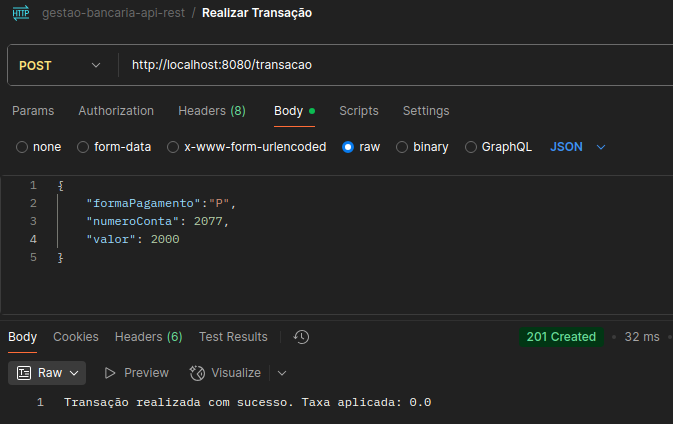 HTTP gestao-bancaria-api-rest / Realizar Transação
POST http://localhost:8080/transacao
Params Authorization Headers (8) Body Scripts Settings
none form-data x-www-form-urlencoded raw binary GraphQL JSON
1 {
2 "formaPagamento":"P",
3 "numeroConta": 2077,
4 "valor": 2000
5 }
Body Cookies Headers (6) Test Results 201 Created 32 ms
Raw Preview Visualize
1 Transação realizada com sucesso. Taxa aplicada: 0.0